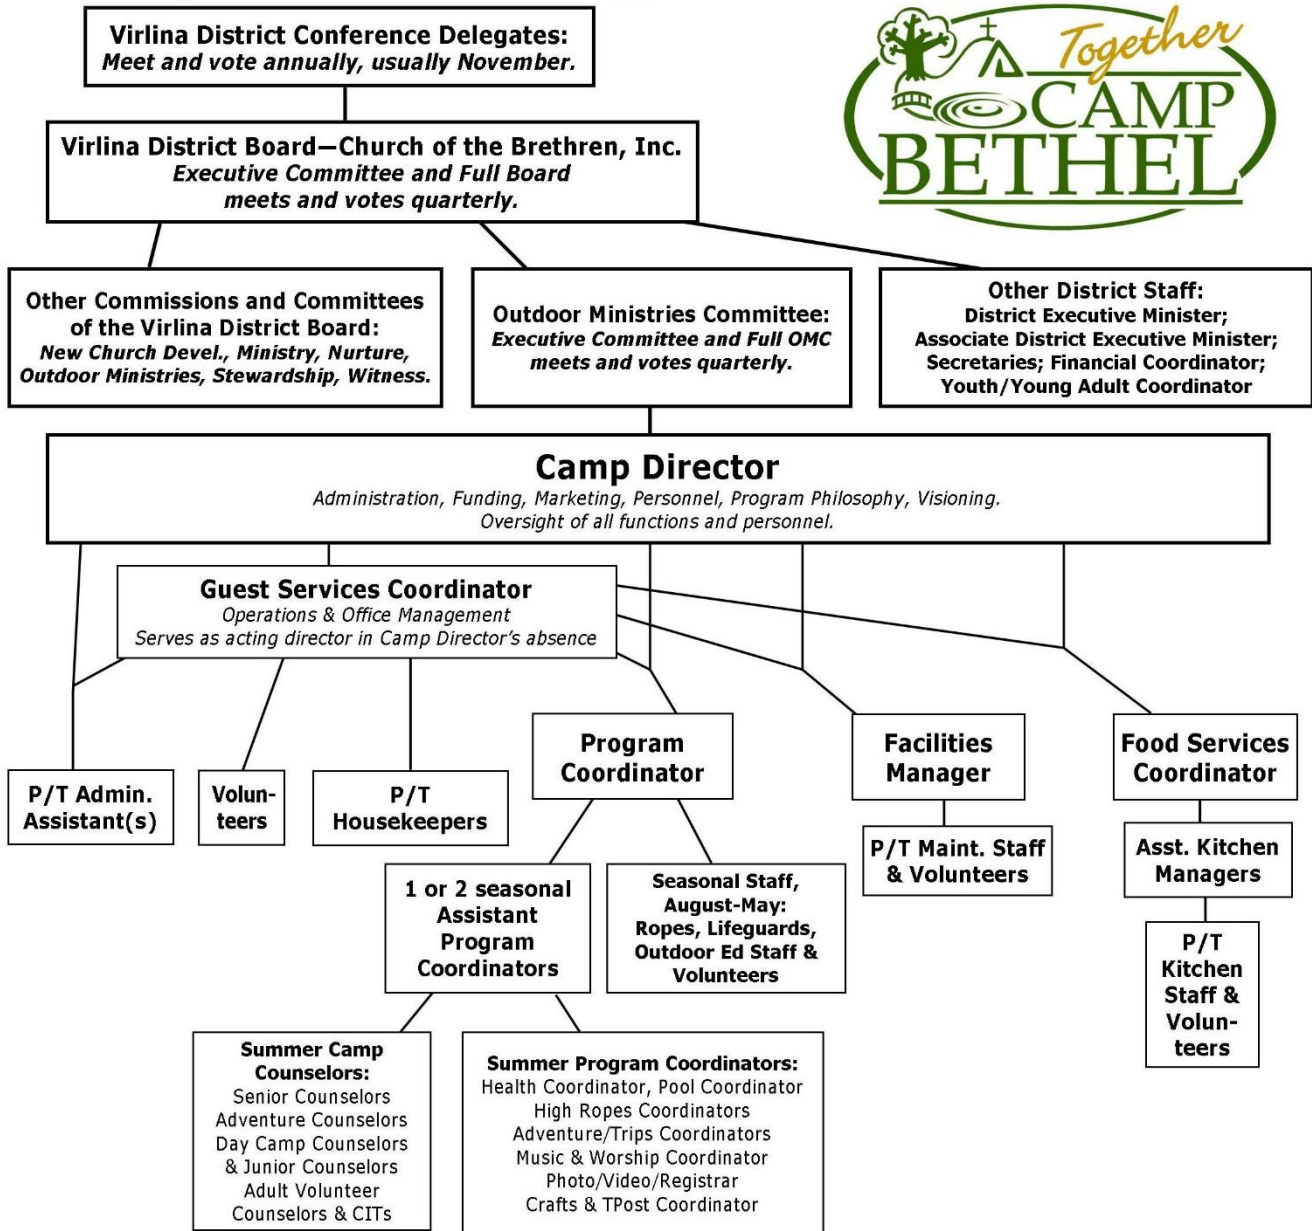 Virlina District Conference Delegates:
Meet and vote annually, usually November.
Together
CAMP
BETHEL
Virlina District Board—Church of the Brethren, Inc.
Executive Committee and Full Board
meets and votes quarterly.
Other Commissions and Committees
of the Virlina District Board:
New Church Devel., Ministry, Nurture,
Outdoor Ministries, Stewardship, Witness.
Outdoor Ministries Committee:
Executive Committee and Full OMC
meets and votes quarterly.
Other District Staff:
District Executive Minister;
Associate District Executive Minister;
Secretaries; Financial Coordinator;
Youth/Young Adult Coordinator
Camp Director
Administration, Funding, Marketing, Personnel, Program Philosophy, Visioning.
Oversight of all functions and personnel.
Guest Services Coordinator
Operations & Office Management
Serves as acting director in Camp Director's absence
P/T Admin.
Assistant(s)
Volun-
teers
P/T
Housekeepers
Program
Coordinator
Facilities
Manager
Food Services
Coordinator
P/T Maint. Staff
& Volunteers
Asst. Kitchen
Managers
1 or 2 seasonal
Assistant
Program
Coordinators
Seasonal Staff,
August-May:
Ropes, Lifeguards,
Outdoor Ed Staff &
Volunteers
P/T
Kitchen
Staff &
Volun-
teers
Summer Camp
Counselors:
Senior Counselors
Adventure Counselors
Day Camp Counselors
& Junior Counselors
Adult Volunteer
Counselors & CITs
Summer Program Coordinators:
Health Coordinator, Pool Coordinator
High Ropes Coordinators
Adventure/Trips Coordinators
Music & Worship Coordinator
Photo/Video/Registrar
Crafts & TPost Coordinator